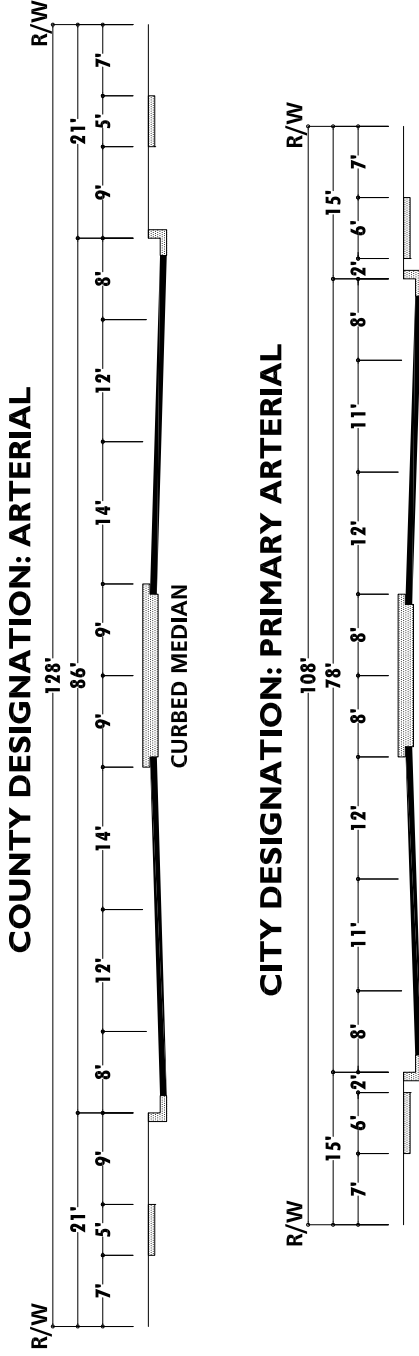 COUNTY DESIGNATION: ARTERIAL
R/W R/W
128'
21' 86' 21'
7' 5' 9' 8' 12' 14' 9' 9' 14' 12' 8' 9' 5' 7'
CURBED MEDIAN
CITY DESIGNATION: PRIMARY ARTERIAL
R/W R/W
108'
15' 78' 15'
7' 6' 2' 8' 11' 12' 8' 8' 12' 11' 8' 2' 6' 7'